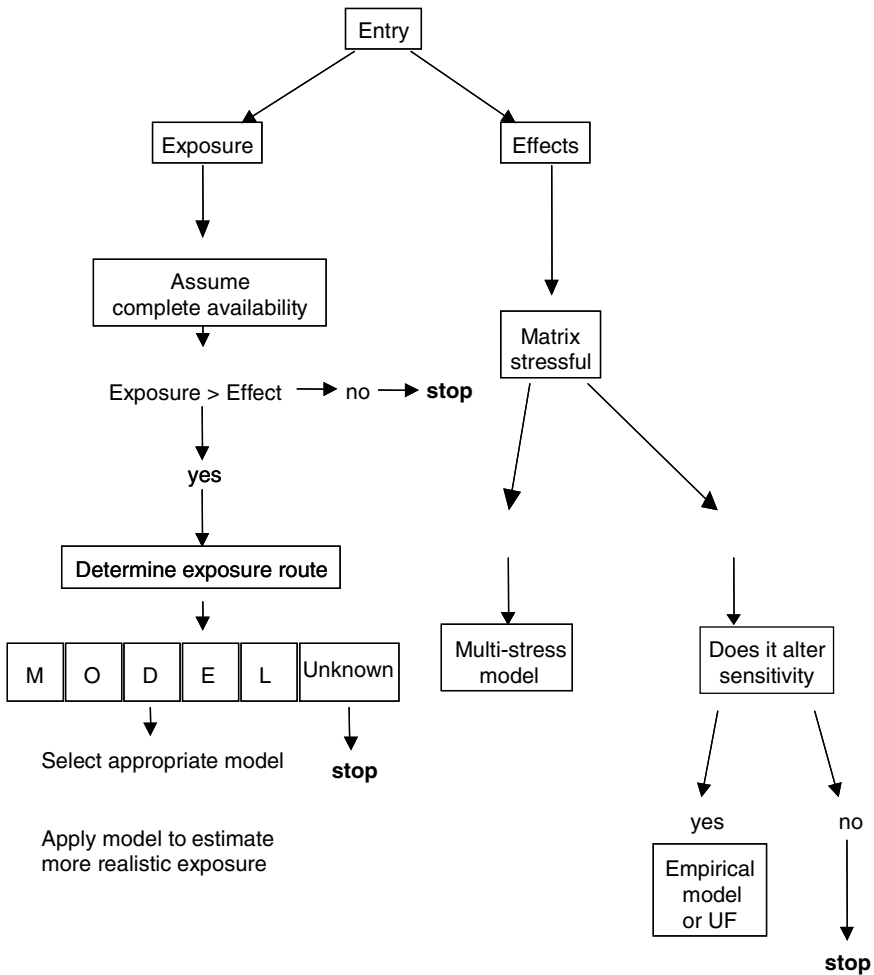 Entry
Exposure
Effects
Assume
complete availability
Matrix
stressful
Exposure > Effect
no
stop
yes
Determine exposure route
M
O
D
E
L
Unknown
Multi-stress
model
Does it alter
sensitivity
Select appropriate model
stop
yes
no
Apply model to estimate
more realistic exposure
Empirical
model
or UF
stop